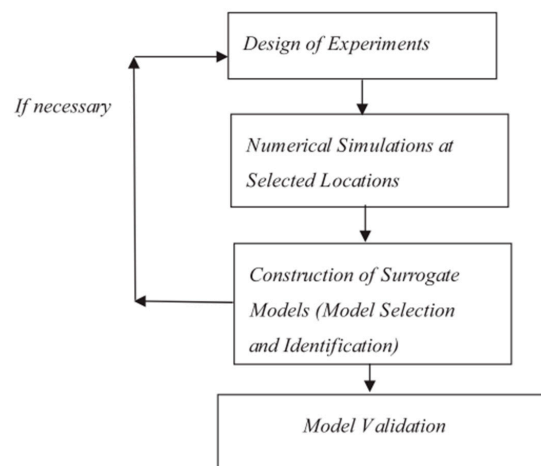 Design of Experiments
If necessary
Numerical Simulations at
Selected Locations
Construction of Surrogate
Models (Model Selection
and Identification)
Model Validation